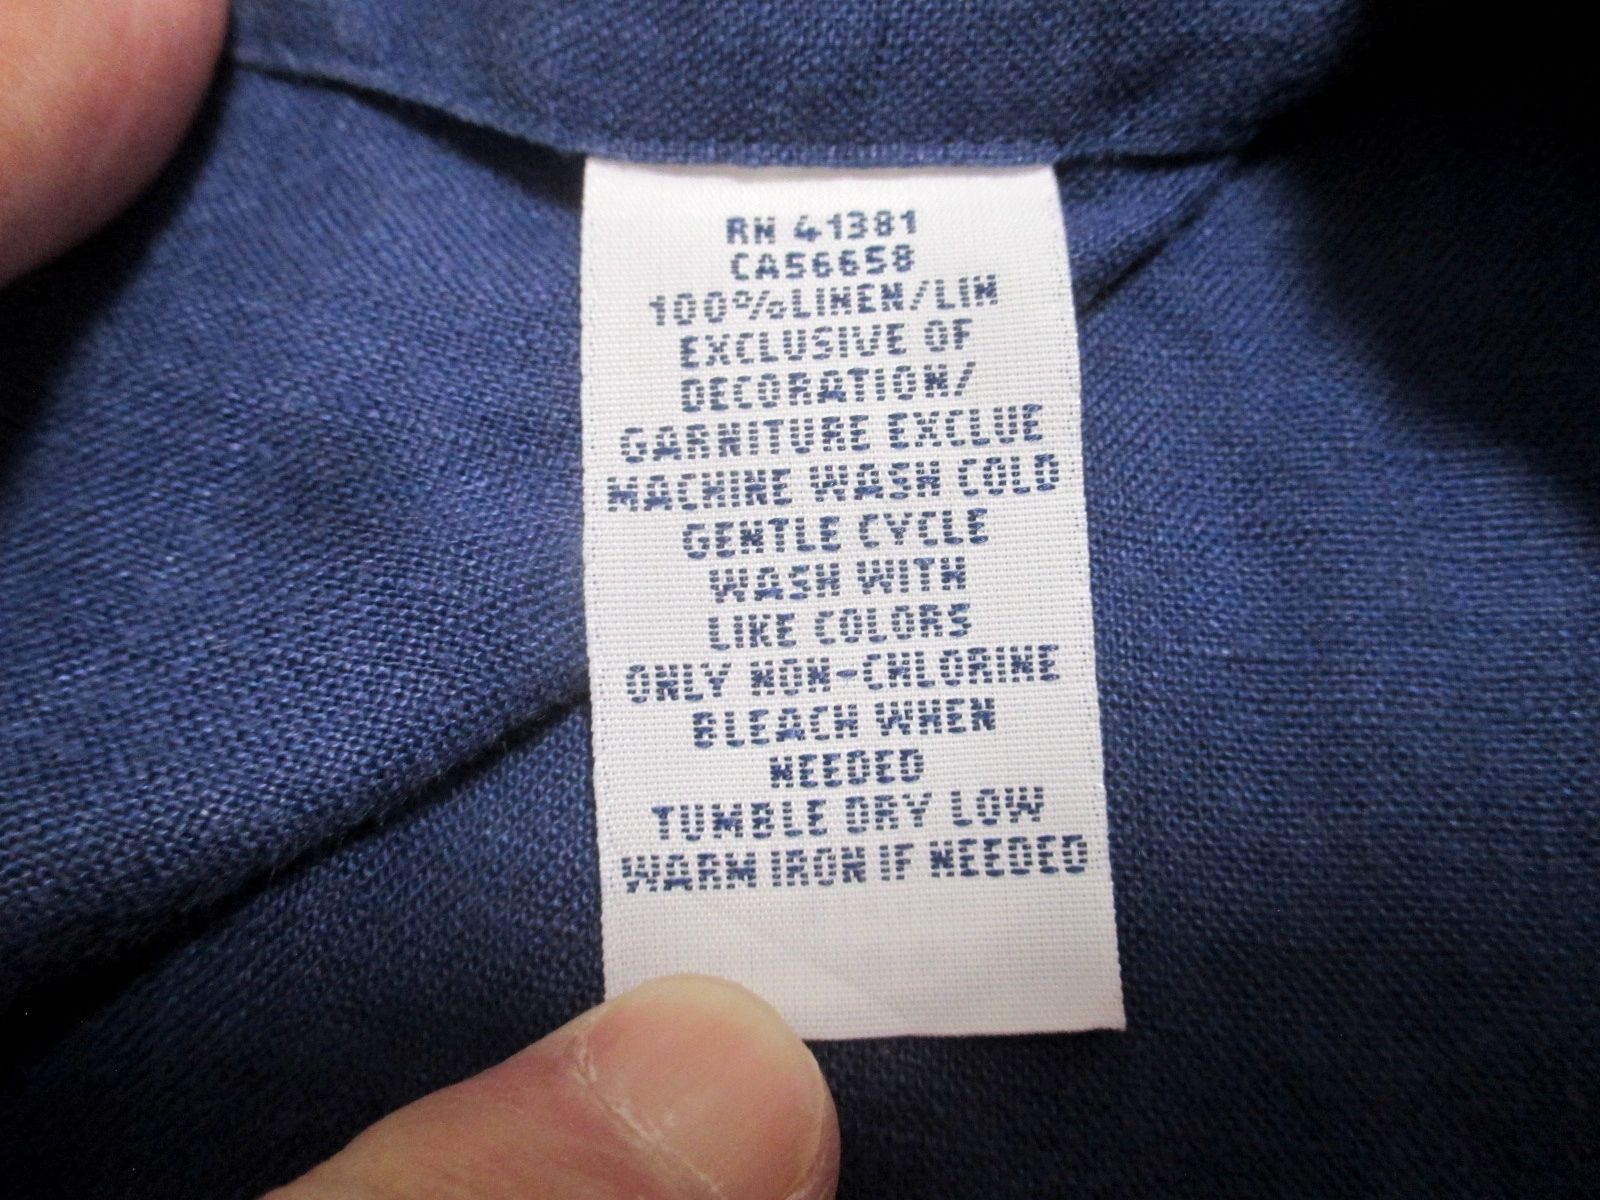 RN 41381
CA56658
100%LINEN/LIN
EXCLUSIVE OF
DECORATION/
GARNITURE EXCLUE
MACHINE WASH COLD
GENTLE CYCLE
WASH WITH
LIKE COLORS
ONLY NON-CHLORINE
BLEACH WHEN
NEEDED
TUMBLE DRY LOW
WARM IRON IF NEEDED